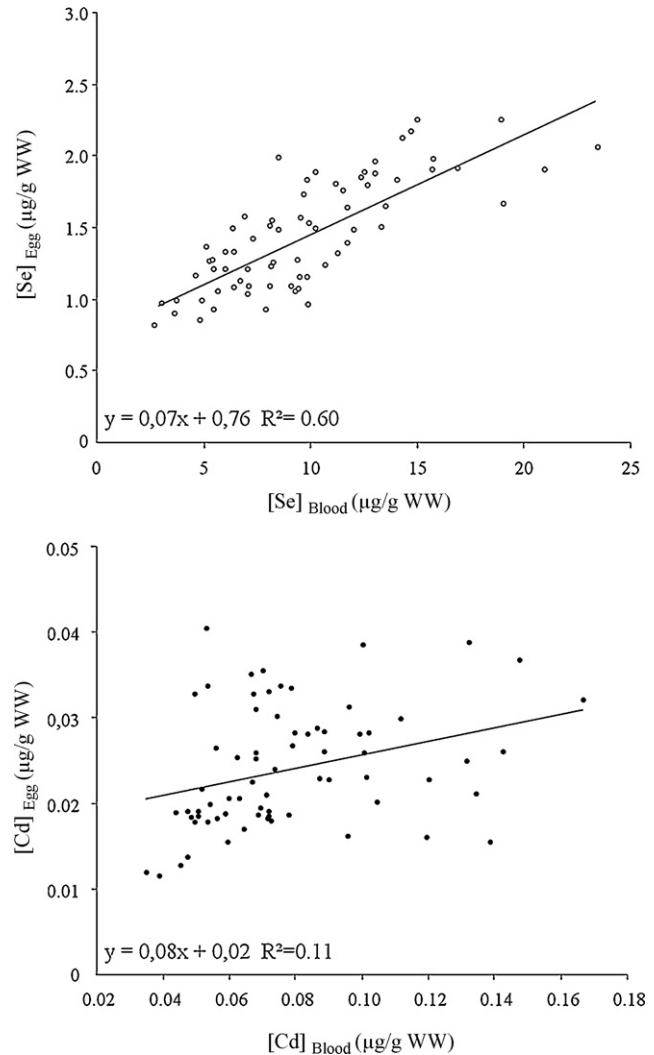 3.0
2.5
2.0
1.5
1.0
0.5
0
[Se] Egg (µg/g WW)
y = 0,07x + 0,76 R²= 0.60
0 5 10 15 20 25
[Se] Blood (µg/g WW)
0.05
0.04
0,03
0.02
0.01
0
[Cd] Egg (µg/g WW)
y = 0,08x + 0,02 R²=0.11
0.02 0.04 0.06 0.08 0.10 0.12 0.14 0.16 0.18
[Cd] Blood (µg/g WW)